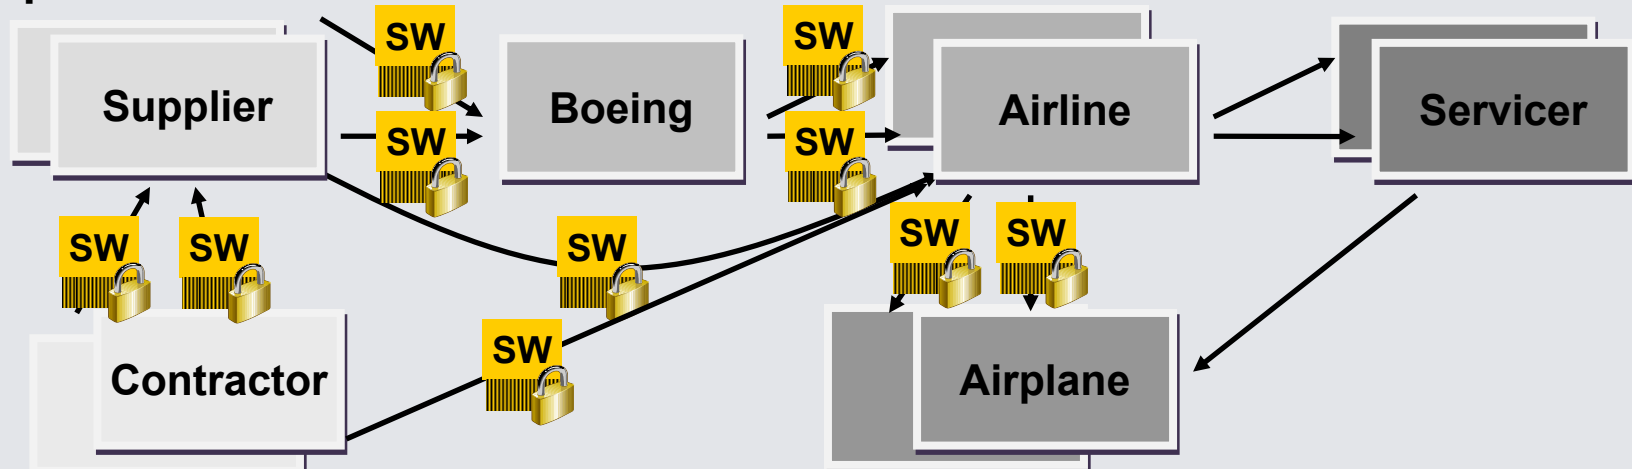 SW
SW
Supplier
Boeing
Airline
Servicer
SW
SW
SW
SW
SW
SW
SW
SW
Contractor
Airplane